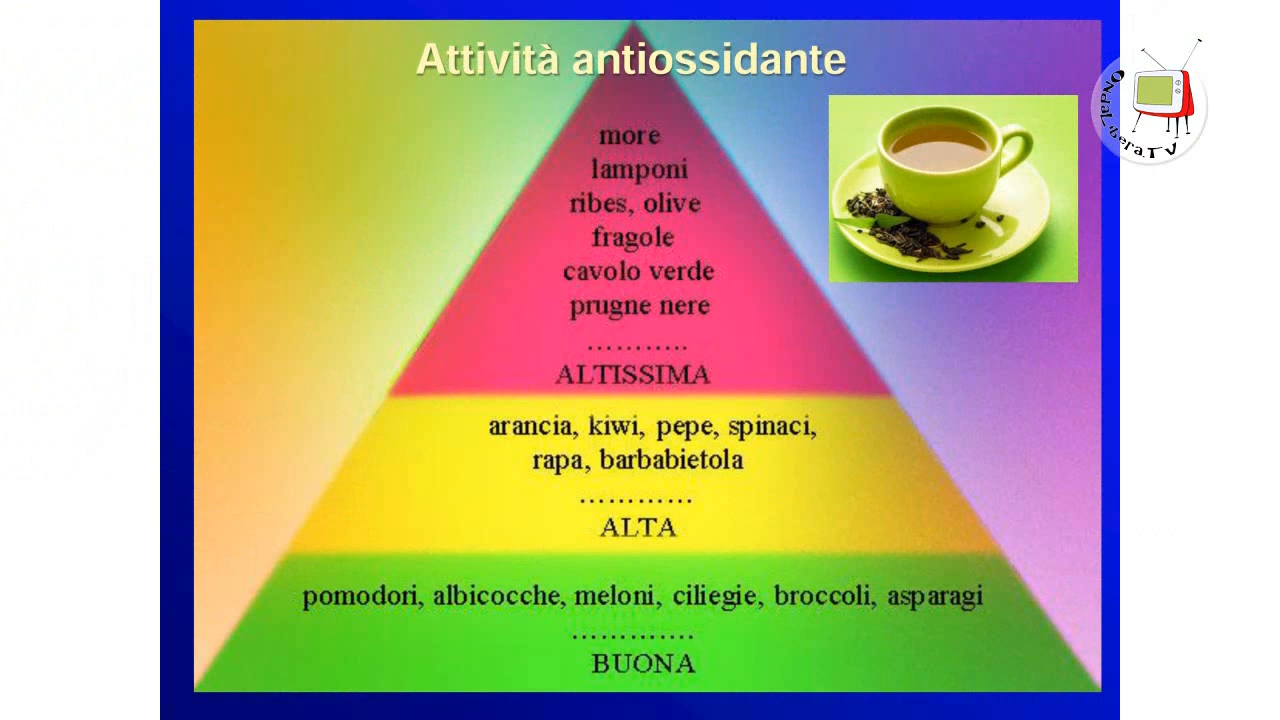 Attività antiossidante
more
lamponi
ribes, olive
fragole
cavolo verde
prugne nere
………..
ALTISSIMA
arancia, kiwi, pepe, spinaci,
rapa, barbabietola
…………
ALTA
pomodori, albicocche, meloni, ciliegie, broccoli, asparagi
………….
BUONA
OndaLiberaTV